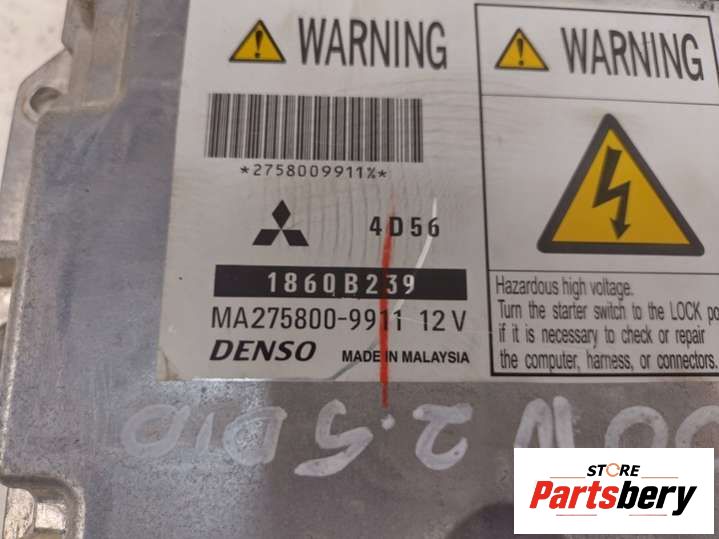 WARNING
*2758009911%*
4D56
1860B239
MA275800-9911 12V
DENSO MADE IN MALAYSIA
WARNING
Hazardous high voltage.
Turn the starter switch to the LOCK po
if it is necessary to check or repair
the computer, harness, or connectors.
2.5 DID
STORE
Partsbery